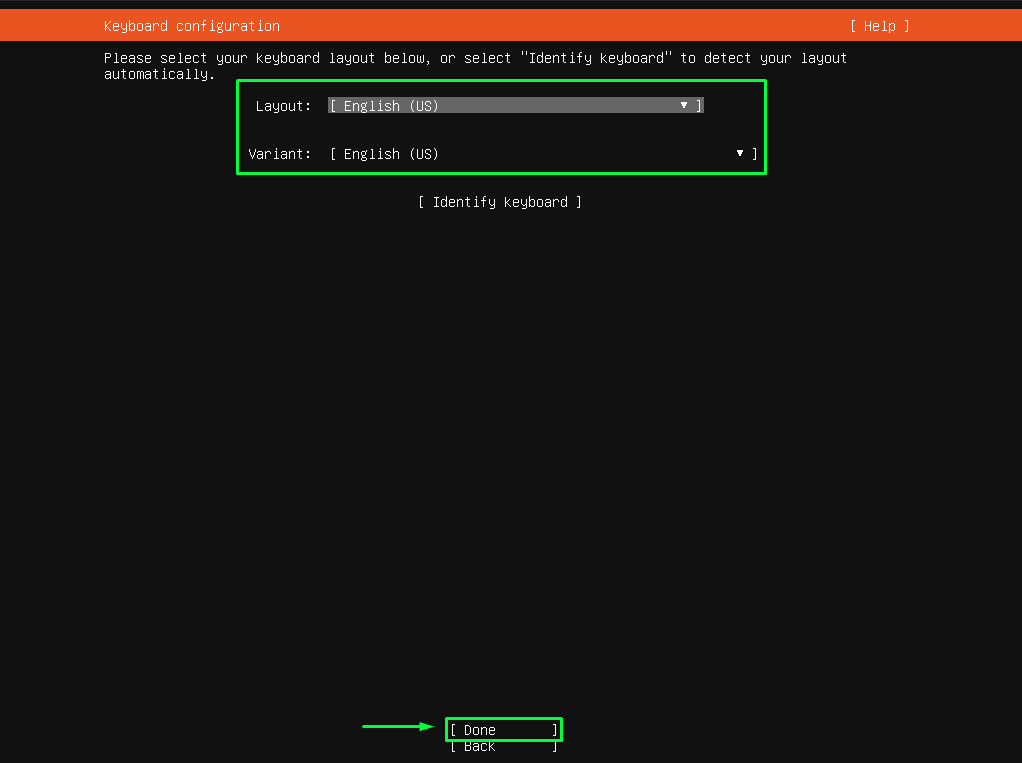 Keyboard configuration [ Help ]
Please select your keyboard layout below, or select "Identify keyboard" to detect your layout
automatically.
Layout: [ English (US) ▼ ]
Variant: [ English (US) ▼ ]
[ Identify keyboard ]
[ Done ]
[ Back ]